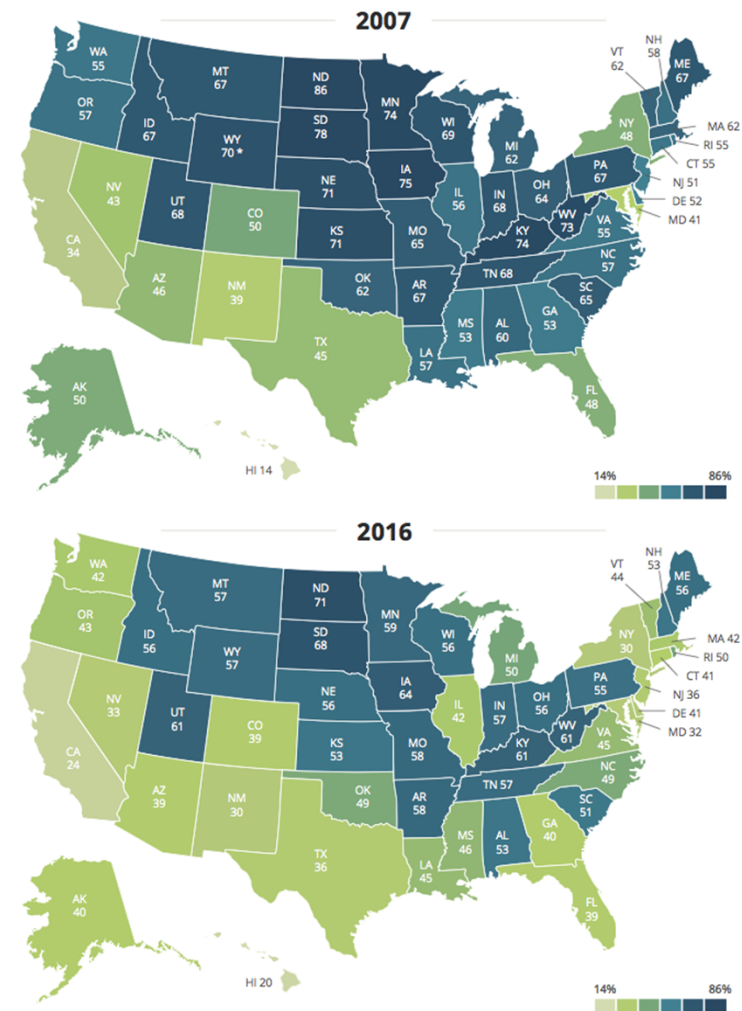 2007
WA
55
OR
57
CA
34
NV
43
ID
67
MT
67
WY
70 *
UT
68
CO
50
AZ
46
NM
39
ND
86
SD
78
NE
71
KS
71
OK
62
TX
45
MN
74
IA
75
MO
65
AR
67
LA
57
WI
69
IL
56
MI
62
IN
68
OH
64
KY
74
TN 68
MS
53
AL
60
GA
53
FL
48
SC
65
NC
57
VA
55
WV
73
PA
67
NY
48
VT
62
NH
58
ME
67
MA 62
RI 55
CT 55
NJ 51
DE 52
MD 41
AK
50
HI 14
14% 86%
2016
WA
42
OR
43
CA
24
NV
33
ID
56
MT
57
WY
57
UT
61
CO
39
AZ
39
NM
30
ND
71
SD
68
NE
56
KS
53
OK
49
TX
36
MN
59
IA
64
MO
58
AR
58
LA
45
WI
56
IL
42
MI
50
IN
57
OH
56
KY
61
TN 57
MS
46
AL
53
GA
40
FL
39
SC
51
NC
49
VA
45
WV
61
PA
55
NY
30
VT
44
NH
53
ME
56
MA 42
RI 50
CT 41
NJ 36
DE 41
MD 32
AK
40
HI 20
14% 86%